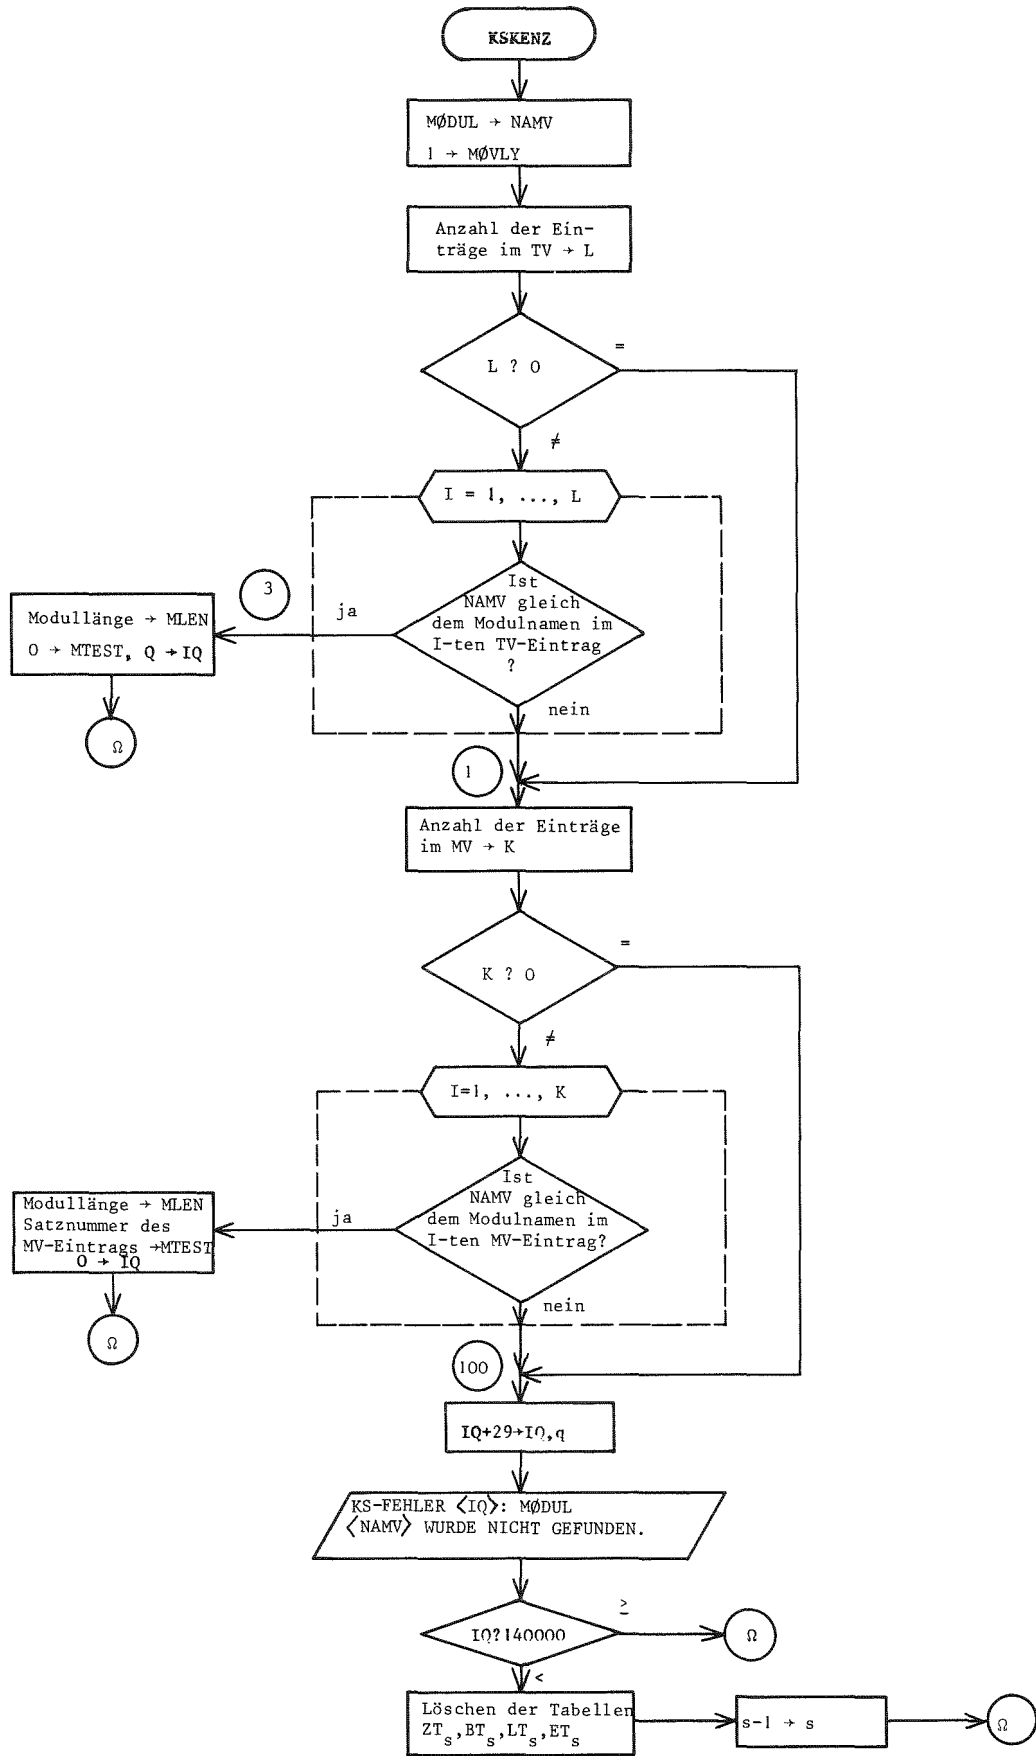 KSKENZ
MØDUL → NAMV
1 → MØVLY
Anzahl der Ein-
träge im TV → L
L ? O
=
≠
I = 1, ..., L
3
Ist
NAMV gleich
dem Modulnamen im
I-ten TV-Eintrag
?
ja
Modullänge → MLEN
O → MTEST, Q → IQ
Ω
nein
1
Anzahl der Einträge
im MV → K
K ? O
=
≠
I=1, ..., K
Ist
NAMV gleich
dem Modulnamen im
I-ten MV-Eintrag?
ja
Modullänge → MLEN
Satznummer des
MV-Eintrags →MTEST
O → IQ
Ω
nein
100
IQ+29→IQ,q
KS-FEHLER <IQ>: MØDUL
<NAMV> WURDE NICHT GEFUNDEN.
IQ?140000
≥
Ω
<
Löschen der Tabellen
ZTs,BTs,LTs,ETs
s-1 → s
Ω